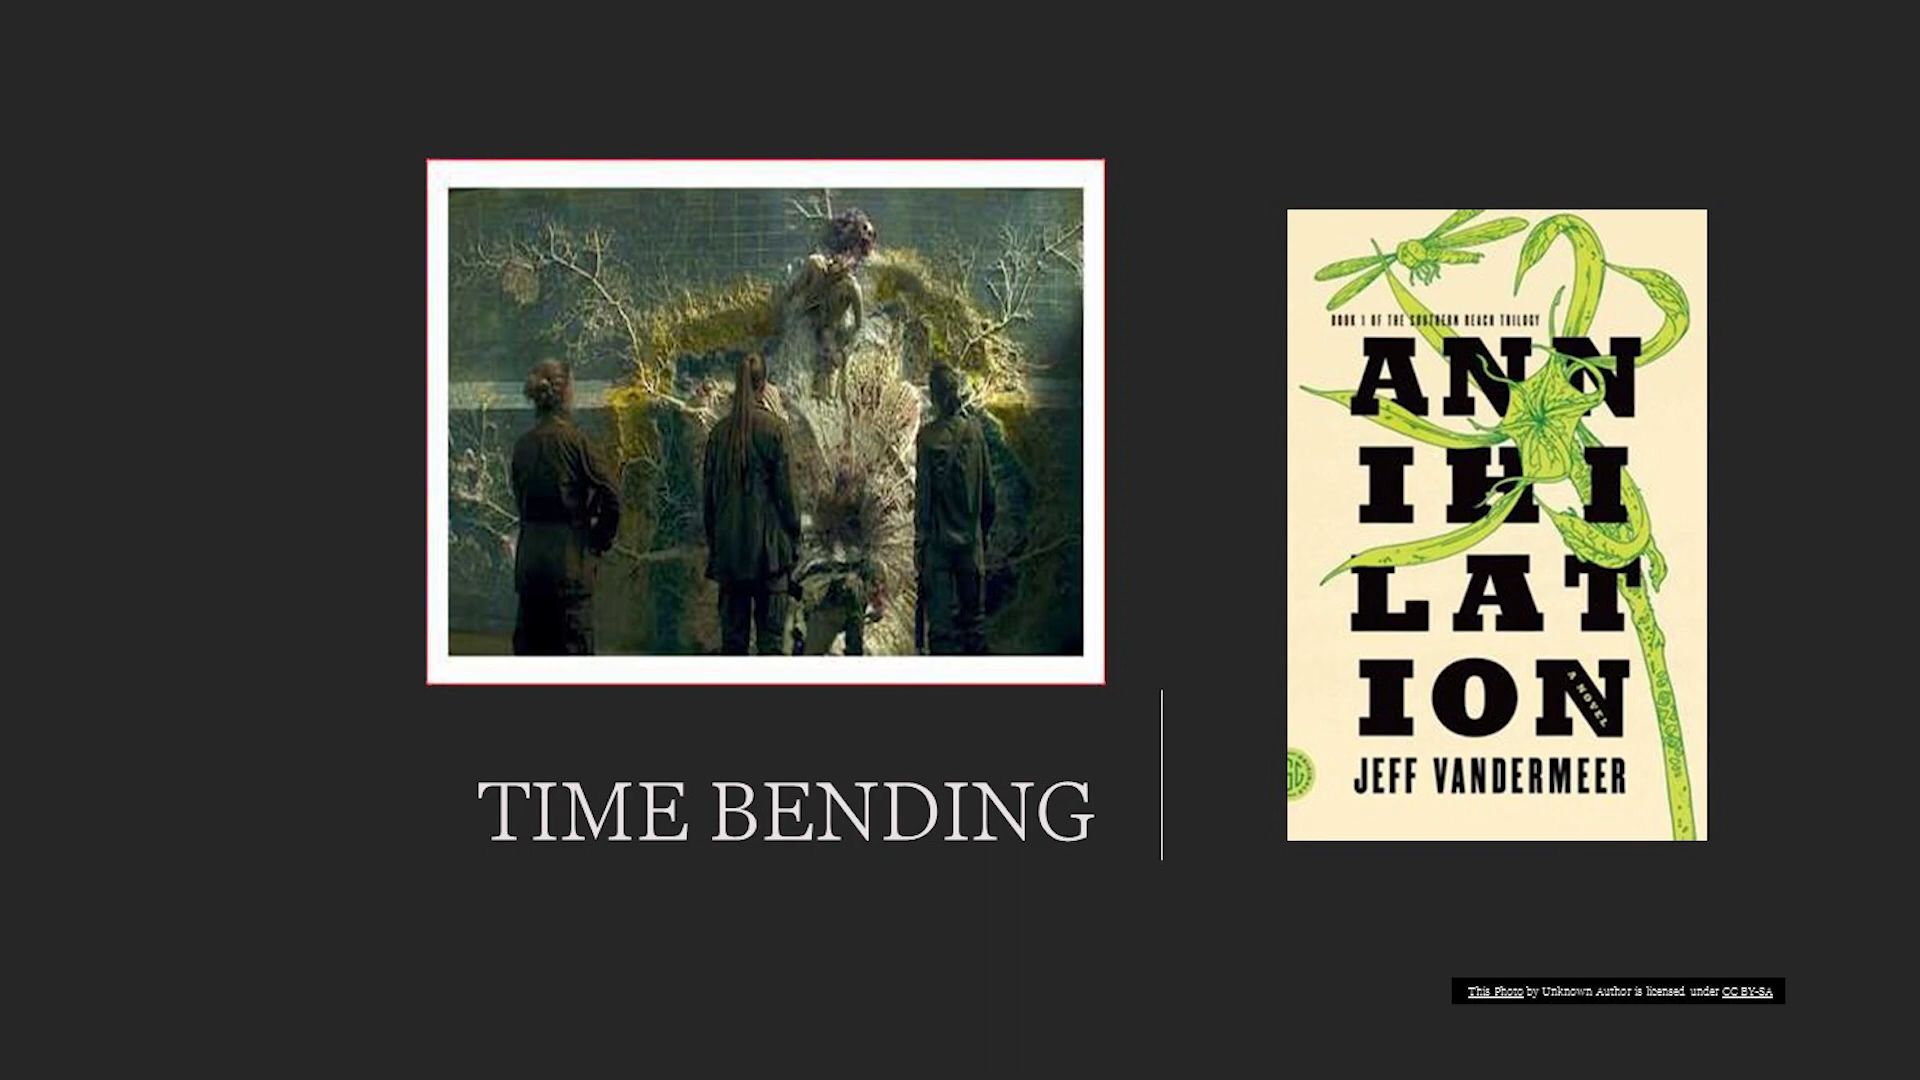 TIME BENDING
BOOK 1 OF THE SOUTHERN REACH TRILOGY
ANN
IHI
LAT
ION
A NOVEL
JEFF VANDERMEER
This Photo by Unknown Author is licensed under CC BY-SA